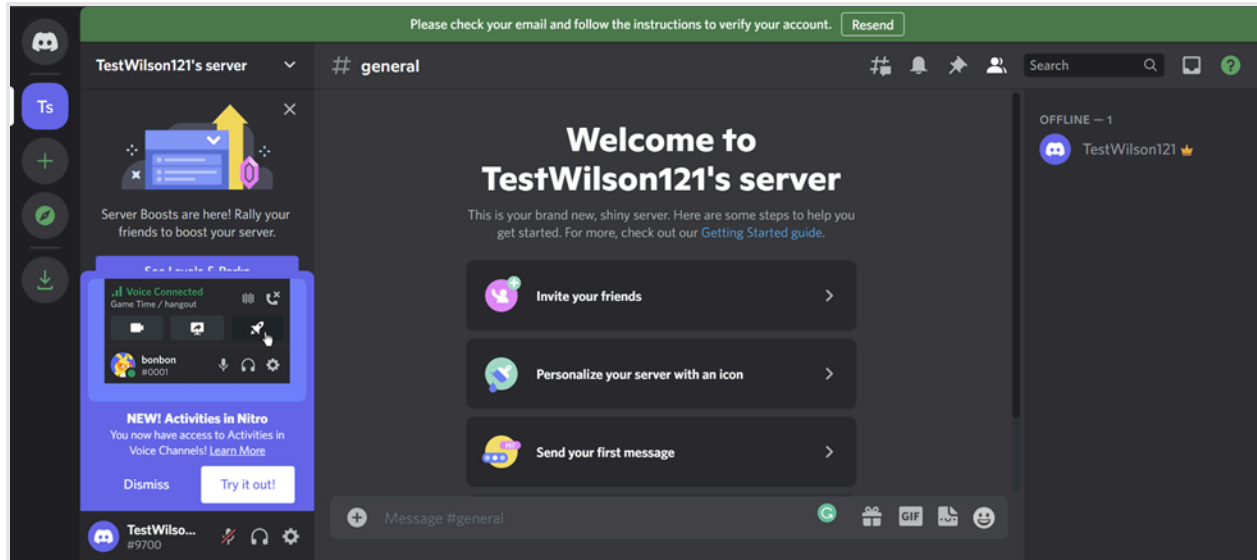 Please check your email and follow the instructions to verify your account. Resend
Ts
TestWilson121's server
# general
Search
Server Boosts are here! Rally your
friends to boost your server.
See Levels & Perks
Voice Connected
Game Time / hangout
bonbon
#0001
NEW! Activities in Nitro
You now have access to Activities in
Voice Channels! Learn More
Dismiss
Try it out!
TestWilso...
#9700
Welcome to
TestWilson121's server
This is your brand new, shiny server. Here are some steps to help you
get started. For more, check out our Getting Started guide.
Invite your friends
Personalize your server with an icon
Send your first message
Message #general
GIF
OFFLINE — 1
TestWilson121